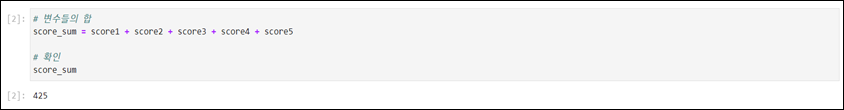 [2]: # 변수들의 합
score_sum = score1 + score2 + score3 + score4 + score5
# 확인
score_sum
[2]: 425